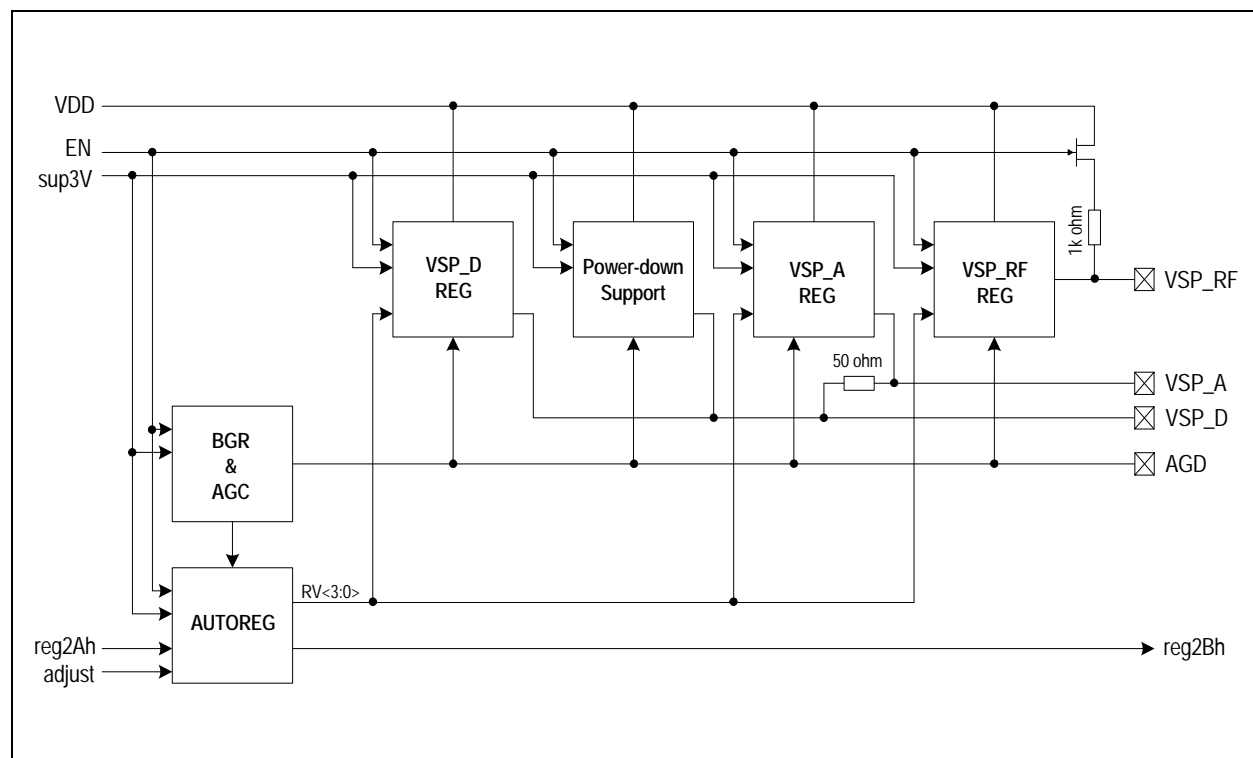 VDD
EN
sup3V
VSP_D
REG
Power-down
Support
VSP_A
REG
VSP_RF
REG
1k ohm
VSP_RF
50 ohm
VSP_A
VSP_D
BGR
&
AGC
AGD
AUTOREG
RV<3:0>
reg2Ah
adjust
reg2Bh